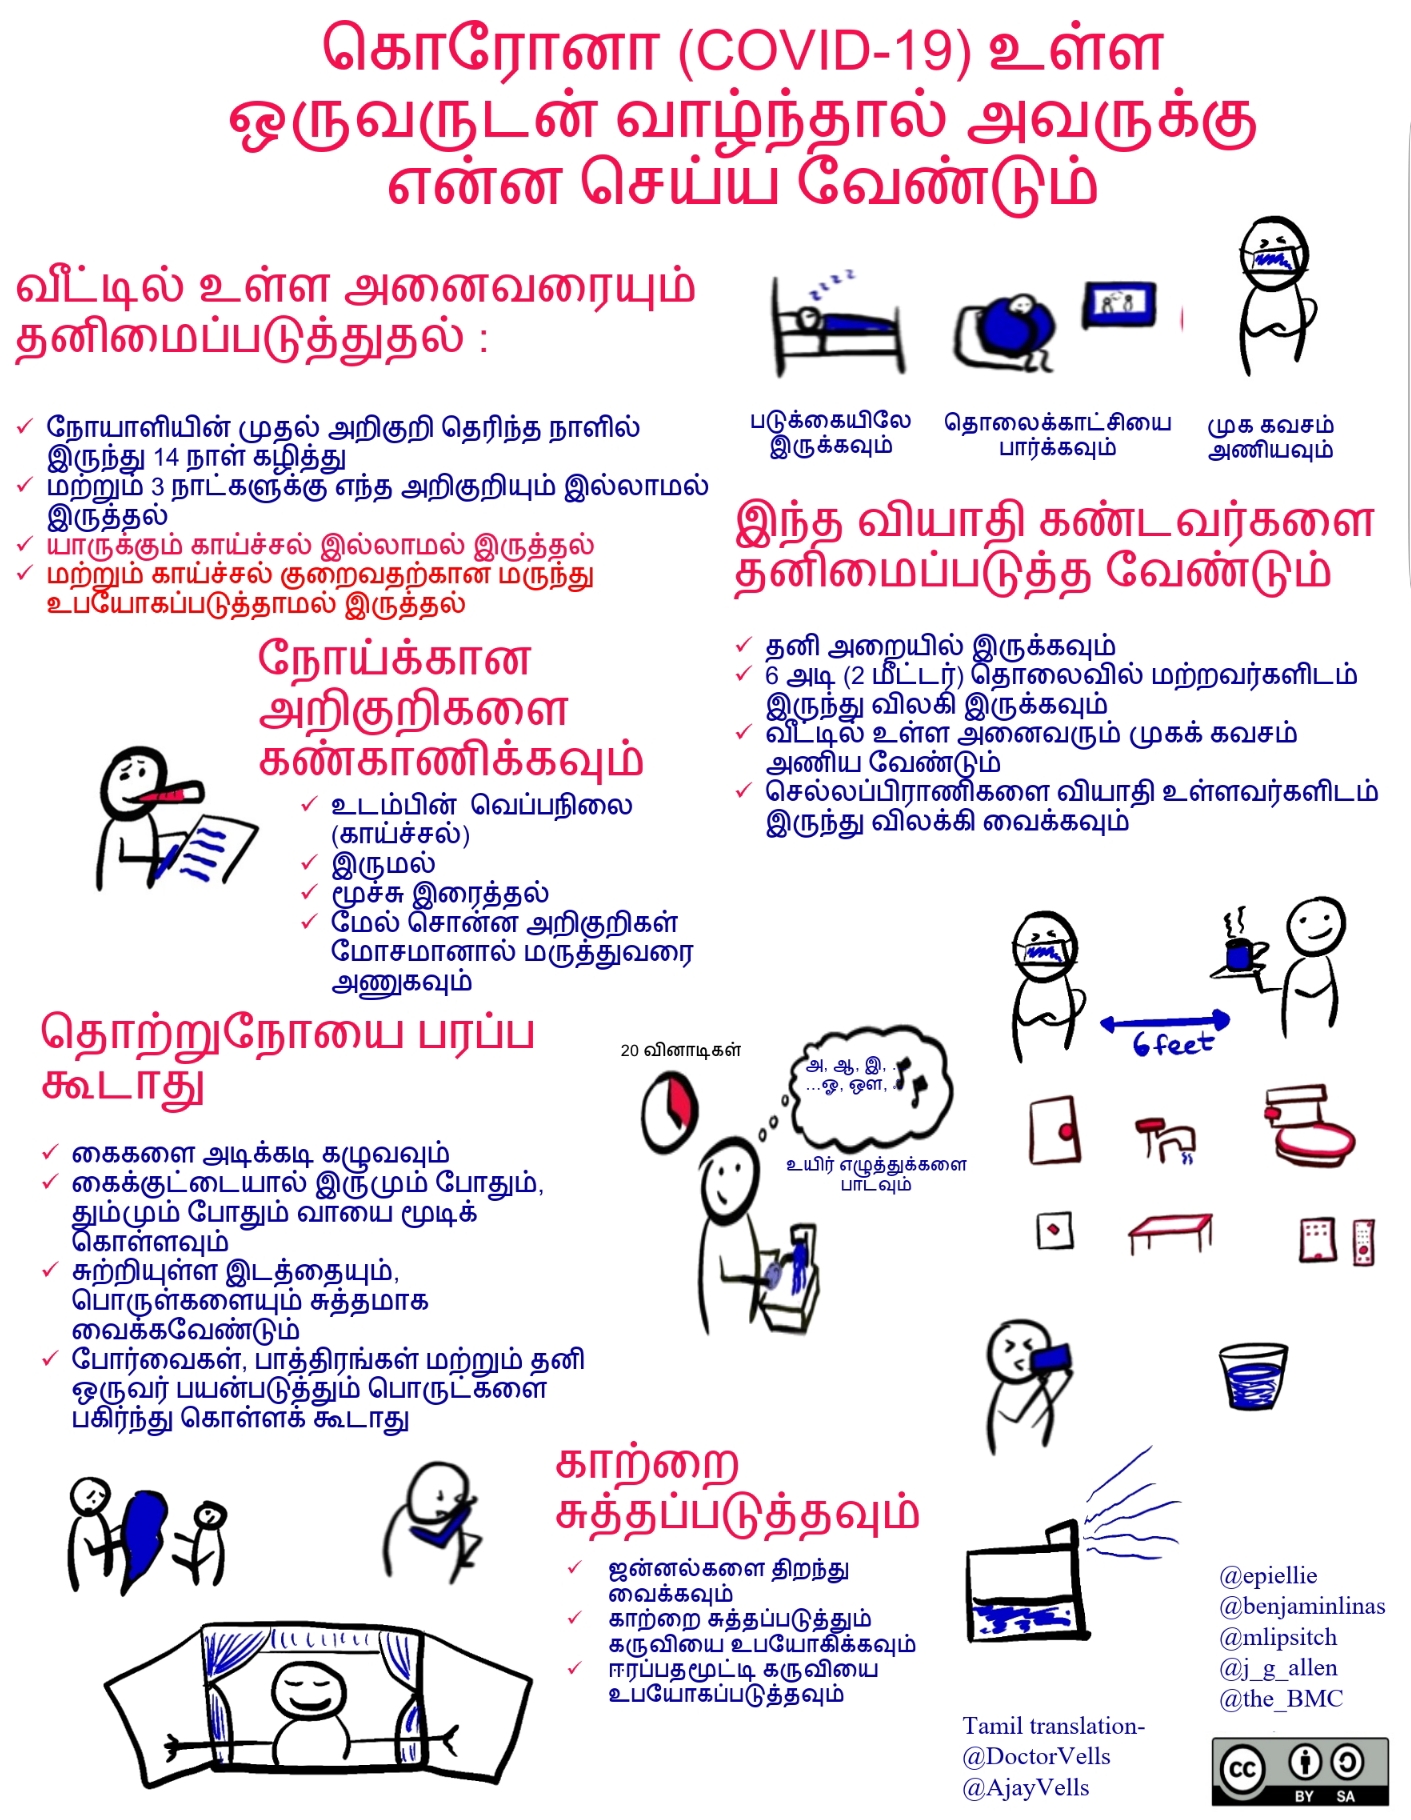 கொரோனா (COVID-19) உள்ள
ஒருவருடன் வாழ்ந்தால் அவருக்கு
என்ன செய்ய வேண்டும்
வீட்டில் உள்ள அனைவரையும்
தனிமைப்படுத்துதல் :
நோயாளியின் முதல் அறிகுறி தெரிந்த நாளில்
இருந்து 14 நாள் கழித்து
மற்றும் 3 நாட்களுக்கு எந்த அறிகுறியும் இல்லாமல்
இருத்தல்
யாருக்கும் காய்ச்சல் இல்லாமல் இருத்தல்
மற்றும் காய்ச்சல் குறைவதற்கான மருந்து
உபயோகப்படுத்தாமல் இருத்தல்
படுக்கையிலே
இருக்கவும்
தொலைக்காட்சியை
பார்க்கவும்
முக கவசம்
அணியவும்
இந்த வியாதி கண்டவர்களை
தனிமைப்படுத்த வேண்டும்
தனி அறையில் இருக்கவும்
6 அடி (2 மீட்டர்) தொலைவில் மற்றவர்களிடம்
இருந்து விலகி இருக்கவும்
வீட்டில் உள்ள அனைவரும் முகக் கவசம்
அணிய வேண்டும்
செல்லப்பிராணிகளை வியாதி உள்ளவர்களிடம்
இருந்து விலக்கி வைக்கவும்
நோய்க்கான
அறிகுறிகளை
கண்காணிக்கவும்
உடம்பின் வெப்பநிலை
(காய்ச்சல்)
இருமல்
மூச்சு இரைத்தல்
மேல் சொன்ன அறிகுறிகள்
மோசமானால் மருத்துவரை
அணுகவும்
6 feet
தொற்றுநோயை பரப்ப
கூடாது
கைகளை அடிக்கடி கழுவவும்
கைக்குட்டையால் இருமும் போதும்,
தும்மும் போதும் வாயை மூடிக்
கொள்ளவும்
சுற்றியுள்ள இடத்தையும்,
பொருள்களையும் சுத்தமாக
வைக்கவேண்டும்
போர்வைகள், பாத்திரங்கள் மற்றும் தனி
ஒருவர் பயன்படுத்தும் பொருட்களை
பகிர்ந்து கொள்ளக் கூடாது
20 வினாடிகள்
அ, ஆ, இ, ..
...ஓ, ஔ,
உயிர் எழுத்துக்களை
பாடவும்
காற்றை
சுத்தப்படுத்தவும்
ஜன்னல்களை திறந்து
வைக்கவும்
காற்றை சுத்தப்படுத்தும்
கருவியை உபயோகிக்கவும்
ஈரப்பதமூட்டி கருவியை
உபயோகப்படுத்தவும்
@epiellie
@benjaminlinas
@mlipsitch
@j_g_allen
@the_BMC
Tamil translation-
@DoctorVells
@AjayVells
cc
BY SA